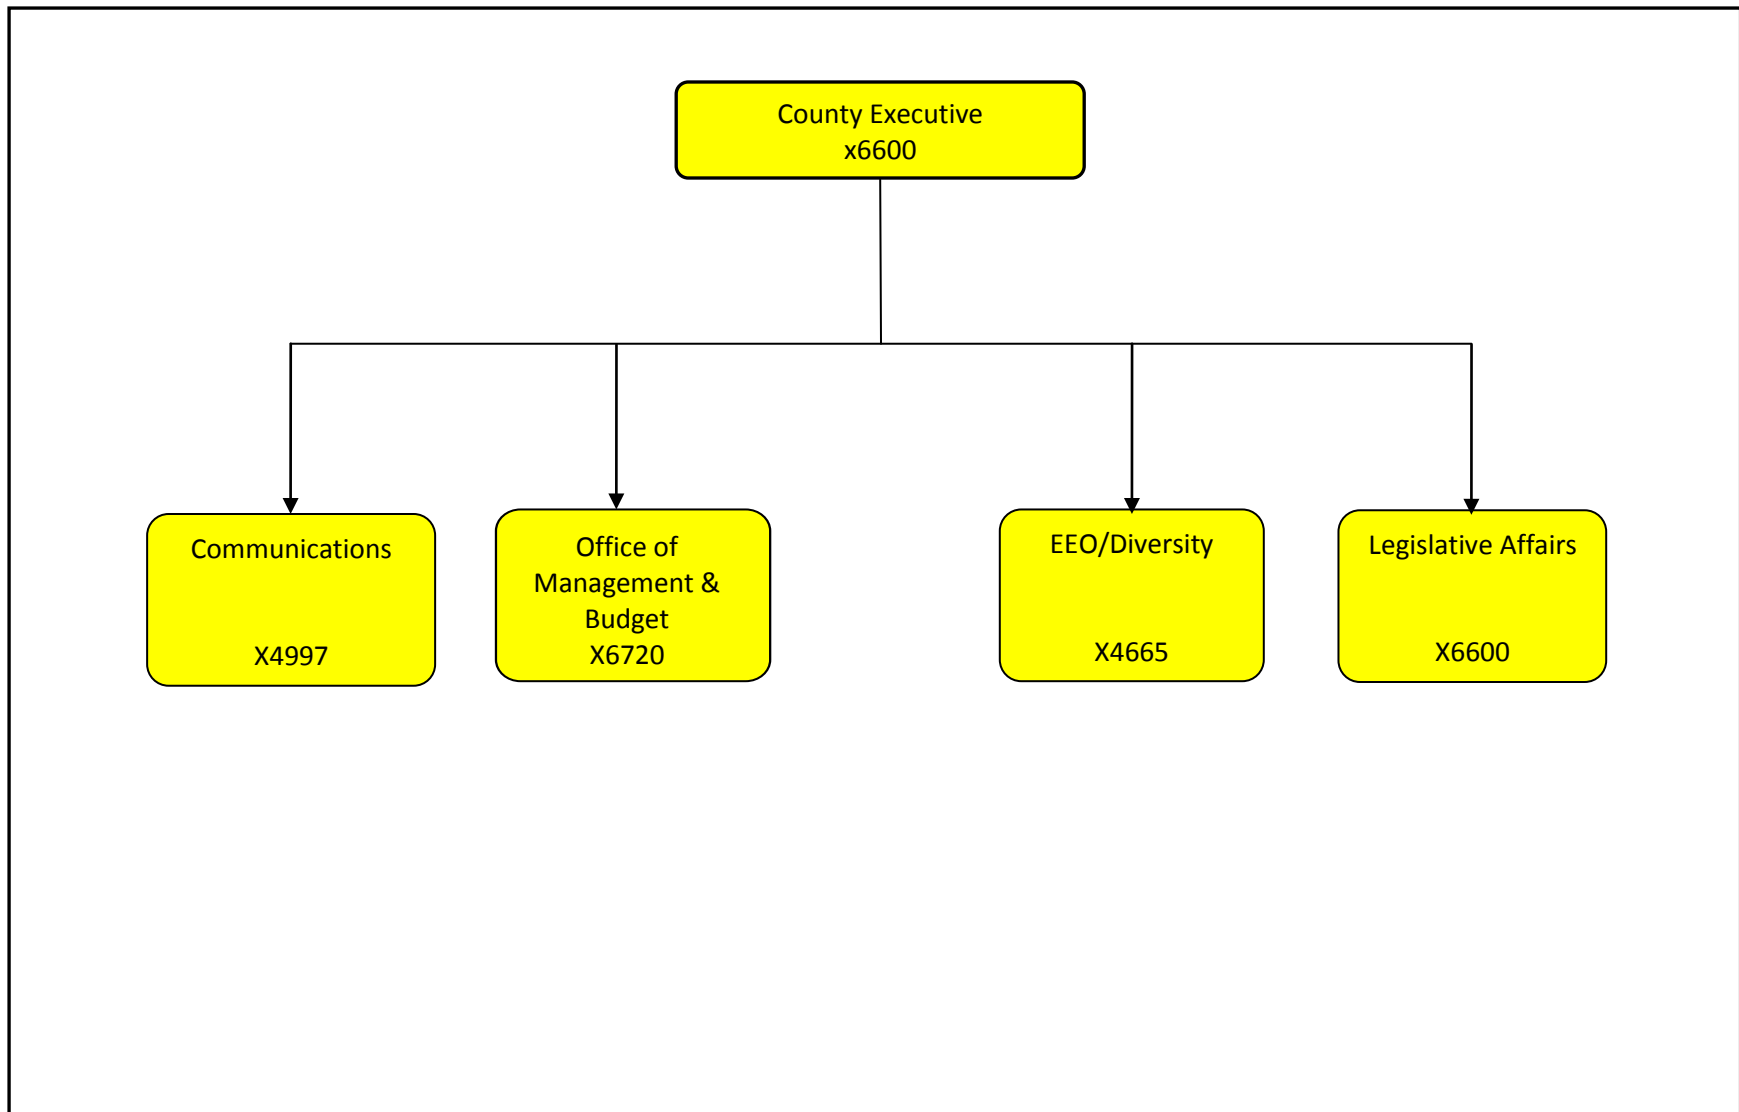 County Executive
x6600
Communications
X4997
Office of
Management &
Budget
X6720
EEO/Diversity
X4665
Legislative Affairs
X6600